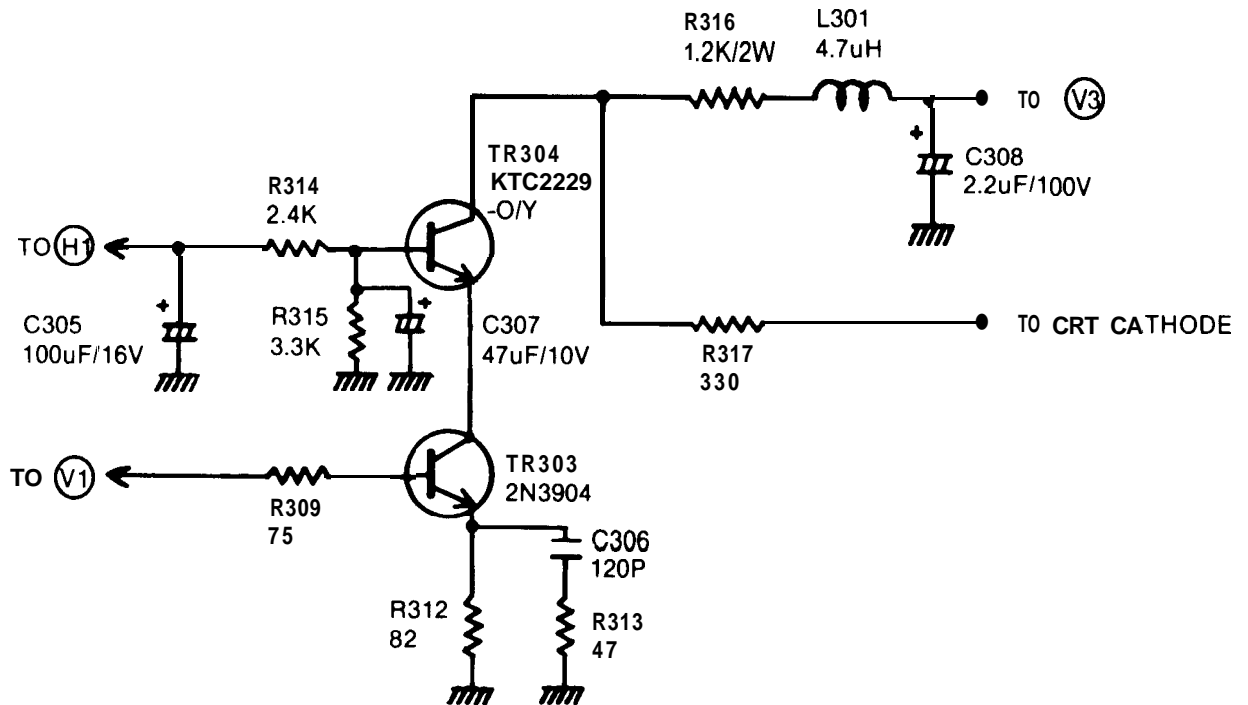 R316
1.2K/2W
L301
4.7uH
TO V3
C308
2.2uF/100V
TR304
KTC2229
-O/Y
R314
2.4K
TO H1
C305
100uF/16V
R315
3.3K
C307
47uF/10V
R317
330
TO CRT CATHODE
TO V1
R309
75
TR303
2N3904
C306
120P
R312
82
R313
47